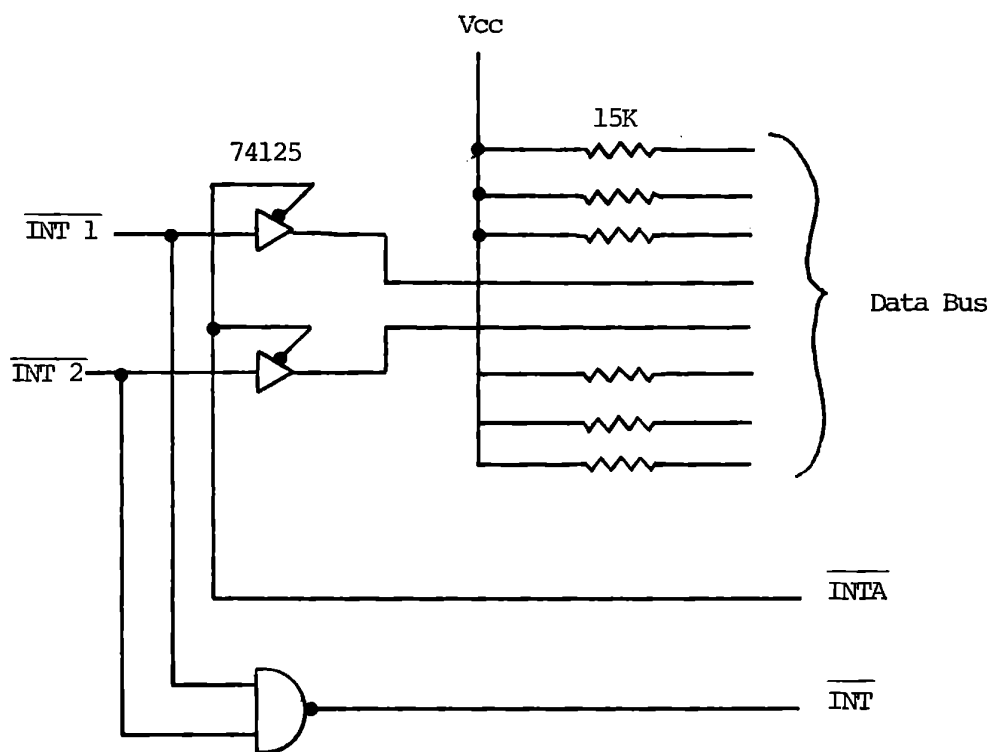 Vcc
15K
74125
INT 1
INT 2
Data Bus
INTA
INT